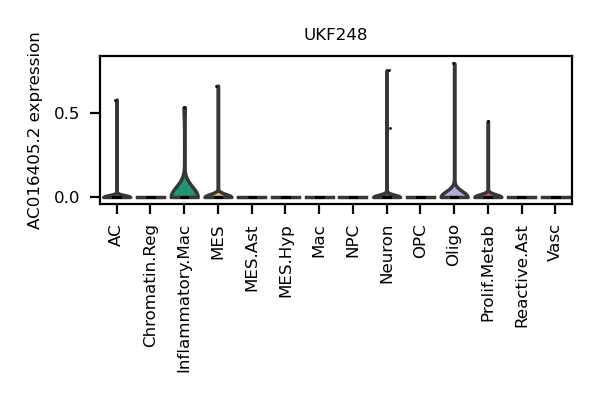 UKF248
AC016405.2 expression
0.5
0.0
AC
Chromatin.Reg
Inflammatory.Mac
MES
MES.Ast
MES.Hyp
Mac
NPC
Neuron
OPC
Oligo
Prolif.Metab
Reactive.Ast
Vasc